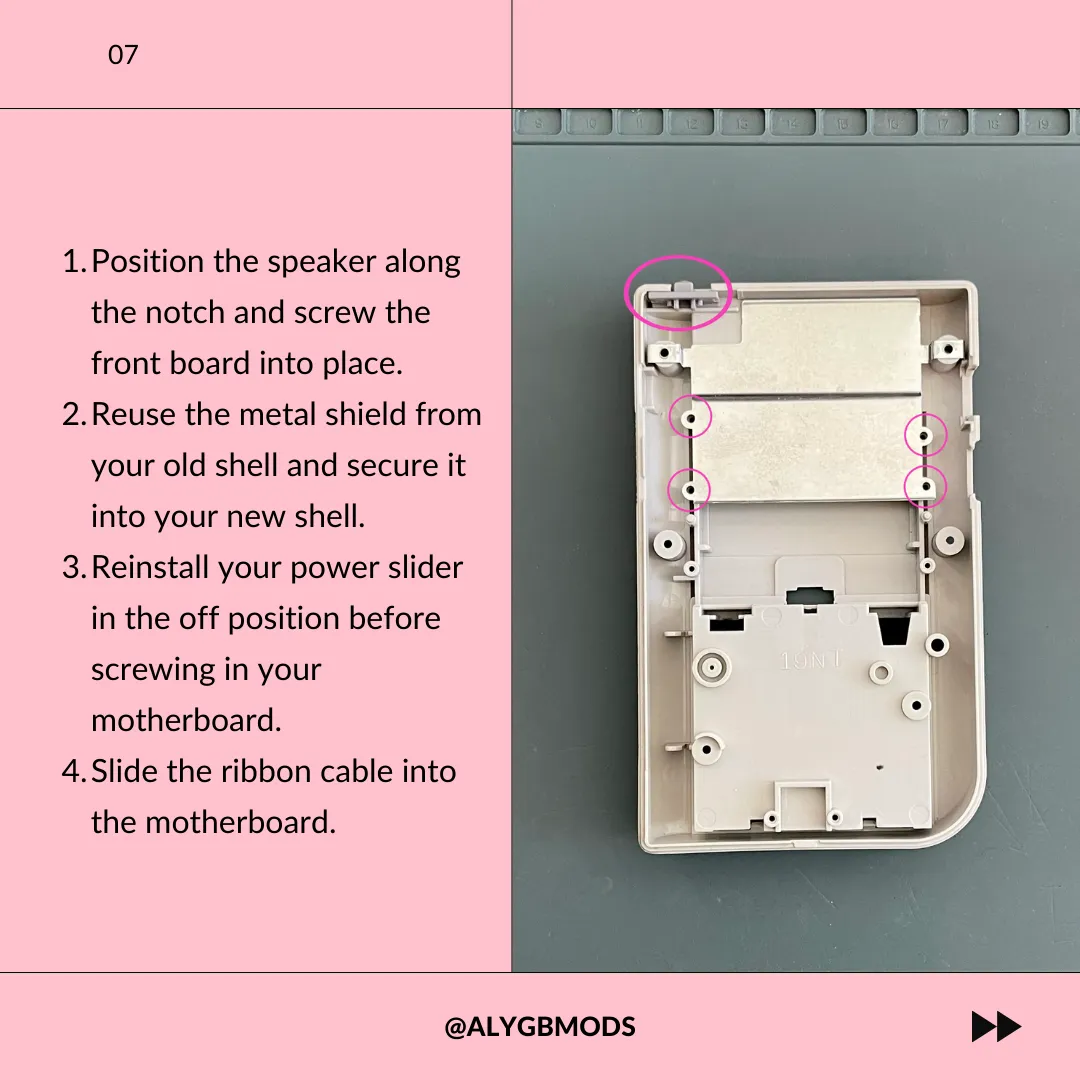 07
9 10 11 12 13 14 15 16 17 18 19
1. Position the speaker along
the notch and screw the
front board into place.
2. Reuse the metal shield from
your old shell and secure it
into your new shell.
3. Reinstall your power slider
in the off position before
screwing in your
motherboard.
4. Slide the ribbon cable into
the motherboard.
@ALYGBMODS